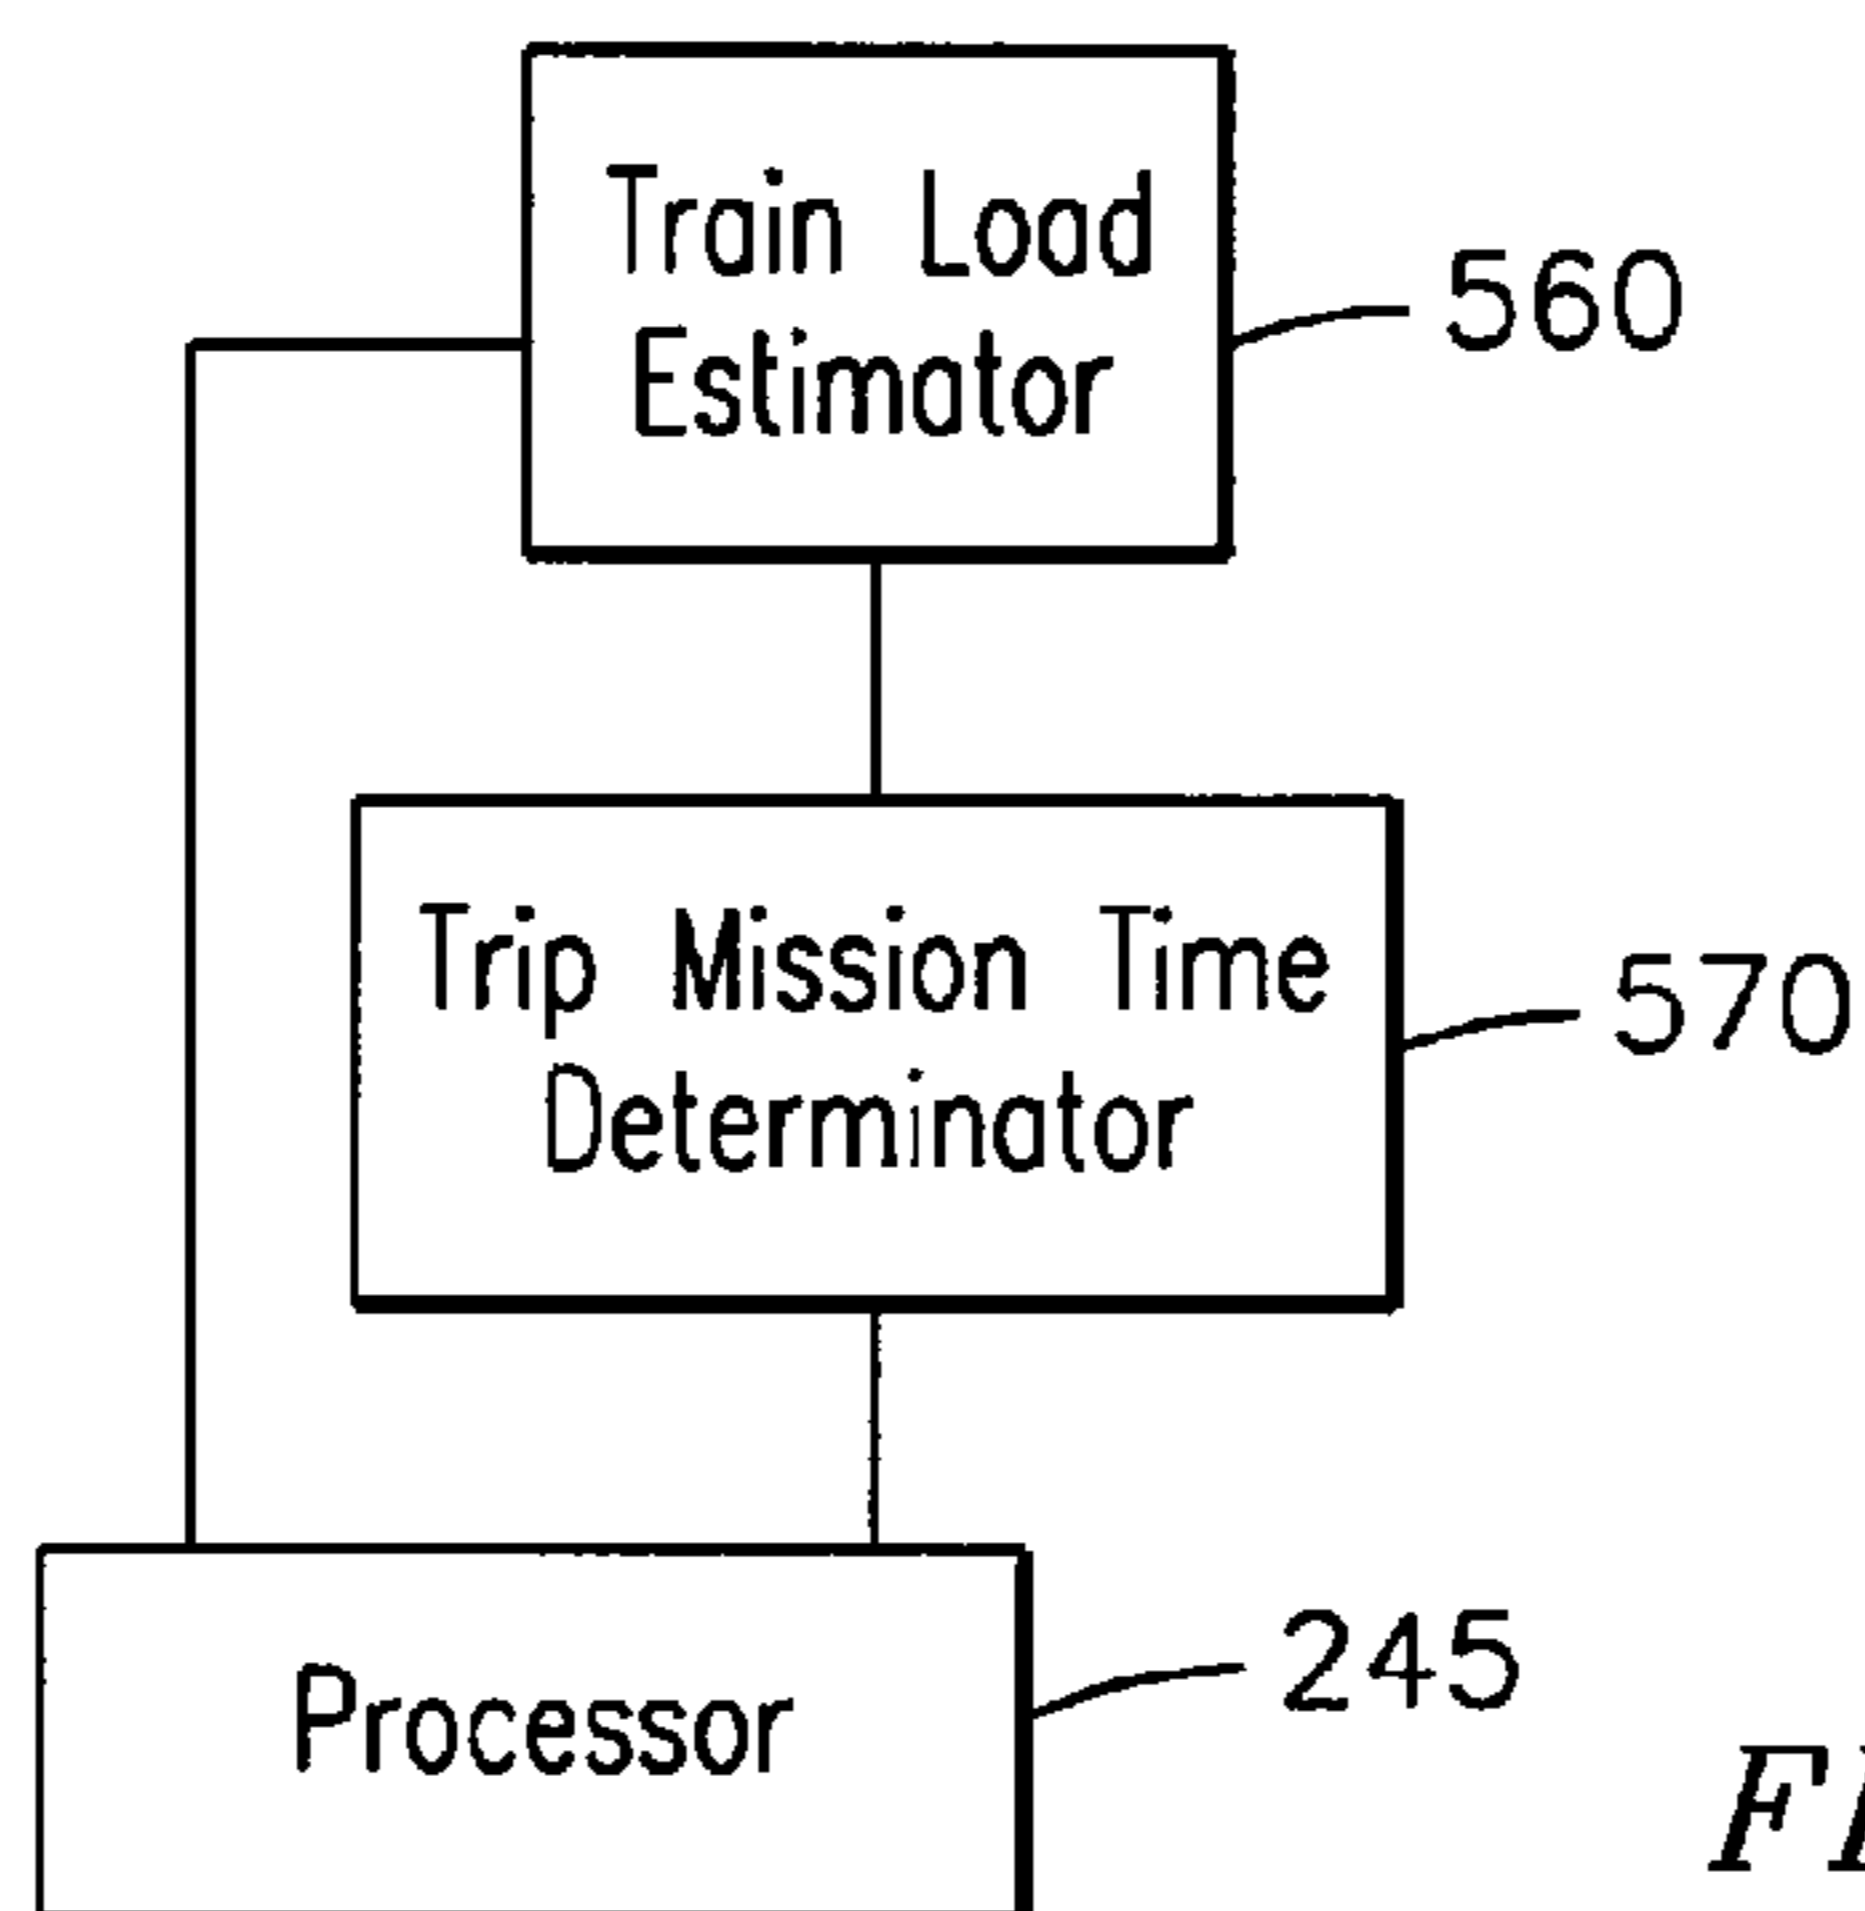 Train Load
Estimator
560
Trip Mission Time
Determinator
570
Processor
245